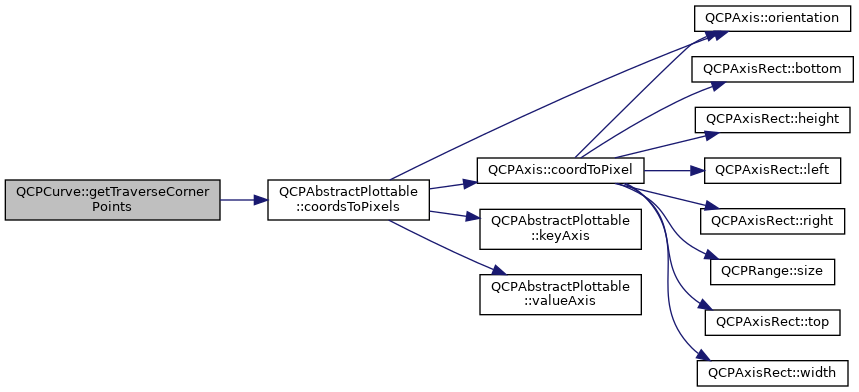 QCPCurve::getTraverseCorner
Points
QCPAbstractPlottable
::coordsToPixels
QCPAxis::coordToPixel
QCPAbstractPlottable
::keyAxis
QCPAbstractPlottable
::valueAxis
QCPAxis::orientation
QCPAxisRect::bottom
QCPAxisRect::height
QCPAxisRect::left
QCPAxisRect::right
QCPRange::size
QCPAxisRect::top
QCPAxisRect::width